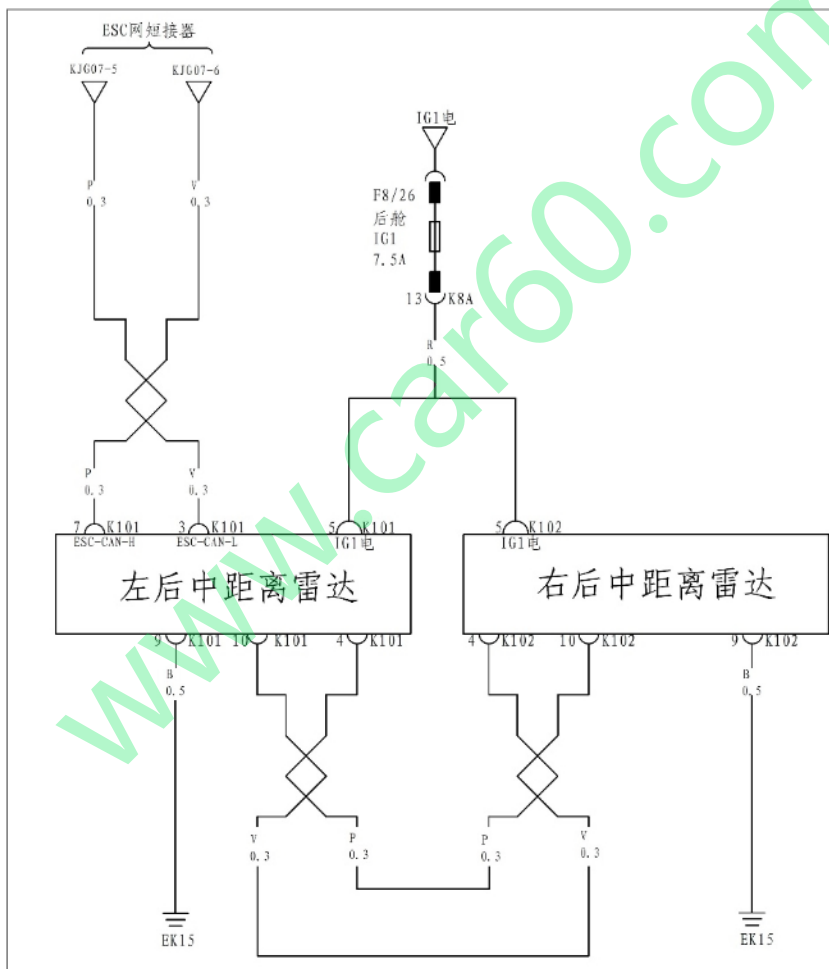 ESC网短接器
KJG07-5
KJG07-6
IG1电
P
0.3
V
0.3
F8/26
后舱
IG1
7.5A
13 K8A
R
0.5
P
0.3
V
0.3
7 K101
3 K101
5 K101
5 K102
ESC-CAN-H
ESC-CAN-L
IG1电
IG1电
左后中距离雷达
右后中距离雷达
9 K101
10 K101
4 K101
4 K102
10 K102
9 K102
B
0.5
B
0.5
V
0.3
P
0.3
P
0.3
V
0.3
EK15
EK15
www.car60.com